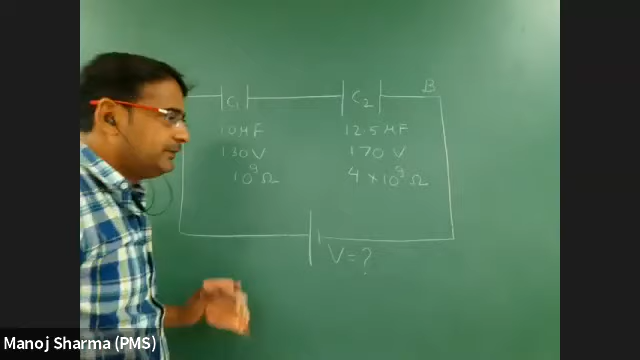 C1 C2 B
10 μF 12.5 μF
130 V 170 V
10⁹ Ω 4 × 10⁹ Ω
V = ?
Manoj Sharma (PMS)